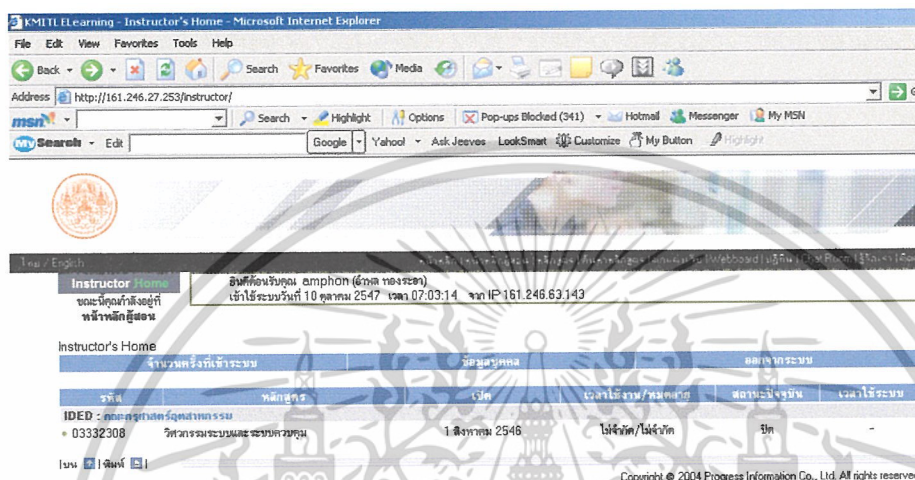 KMITL ELearning - Instructor's Home - Microsoft Internet Explorer
File Edit View Favorites Tools Help
Back Search Favorites Media
Address http://161.246.27.253/instructor/
msn Search Highlight Options Pop-ups Blocked (341) Hotmail Messenger My MSN
My Search Edit Google Yahoo Ask Jeeves LookSmart Customize My Button Highlight
ไทย / English Webboard | ปฏิทิน | Chat Room |
Instructor Home
ขณะนี้คุณกำลังอยู่ที่
หน้าหลักผู้สอน
ยินดีต้อนรับคุณ amphon (อำพล ทองระอา)
เข้าใช้ระบบวันที่ 10 ตุลาคม 2547 เวลา 07:03:14 จาก IP 161.246.63.143
Instructor's Home
จำนวนครั้งที่เข้าระบบ ข้อมูลบุคคล ออกจากระบบ
รหัส หลักสูตร เปิด เวลาใช้งาน/หมดอายุ สถานะปัจจุบัน เวลาใช้ระบบ
IDED : คณะครุศาสตร์อุตสาหกรรม
03332308 วิศวกรรมระบบและระบบควบคุม 1 สิงหาคม 2546 ไม่จำกัด/ไม่จำกัด ปิด -
|บน | พิมพ์ |
Copyright © 2004 Progress Information Co., Ltd. All rights reserved